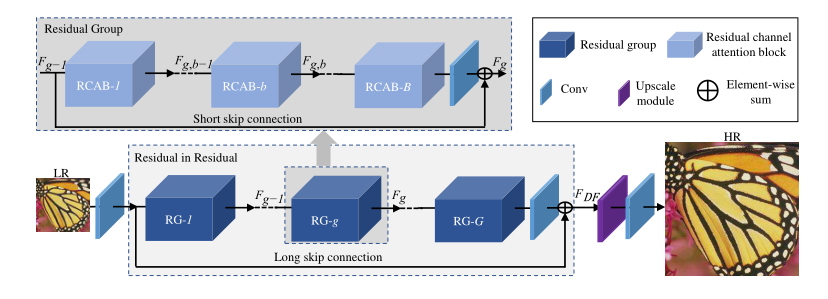 Residual Group
F_{g-1}
RCAB-1
F_{g,b-1}
RCAB-b
F_{g,b}
RCAB-B
F_g
Short skip connection
Residual group
Residual channel
attention block
Conv
Upscale
module
Element-wise
sum
LR
Residual in Residual
RG-1
F_{g-1}
RG-g
F_g
RG-G
F_{DF}
HR
Long skip connection